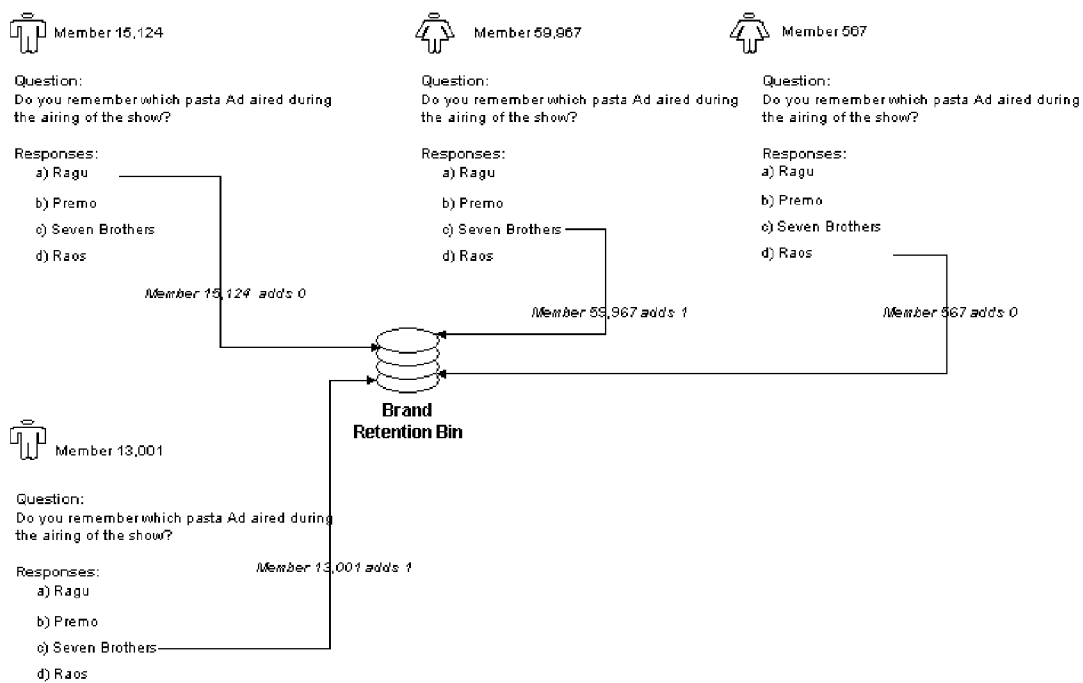 Member 15,124
Question:
Do you remember which pasta Ad aired during
the airing of the show?
Responses:
a) Ragu
b) Premo
c) Seven Brothers
d) Raos
Member 15,124 adds 0
Member 59,967
Question:
Do you remember which pasta Ad aired during
the airing of the show?
Responses:
a) Ragu
b) Premo
c) Seven Brothers
d) Raos
Member 59,967 adds 1
Member 567
Question:
Do you remember which pasta Ad aired during
the airing of the show?
Responses:
a) Ragu
b) Premo
c) Seven Brothers
d) Raos
Member 567 adds 0
Brand
Retention Bin
Member 13,001
Question:
Do you remember which pasta Ad aired during
the airing of the show?
Responses:
a) Ragu
b) Premo
c) Seven Brothers
d) Raos
Member 13,001 adds 1